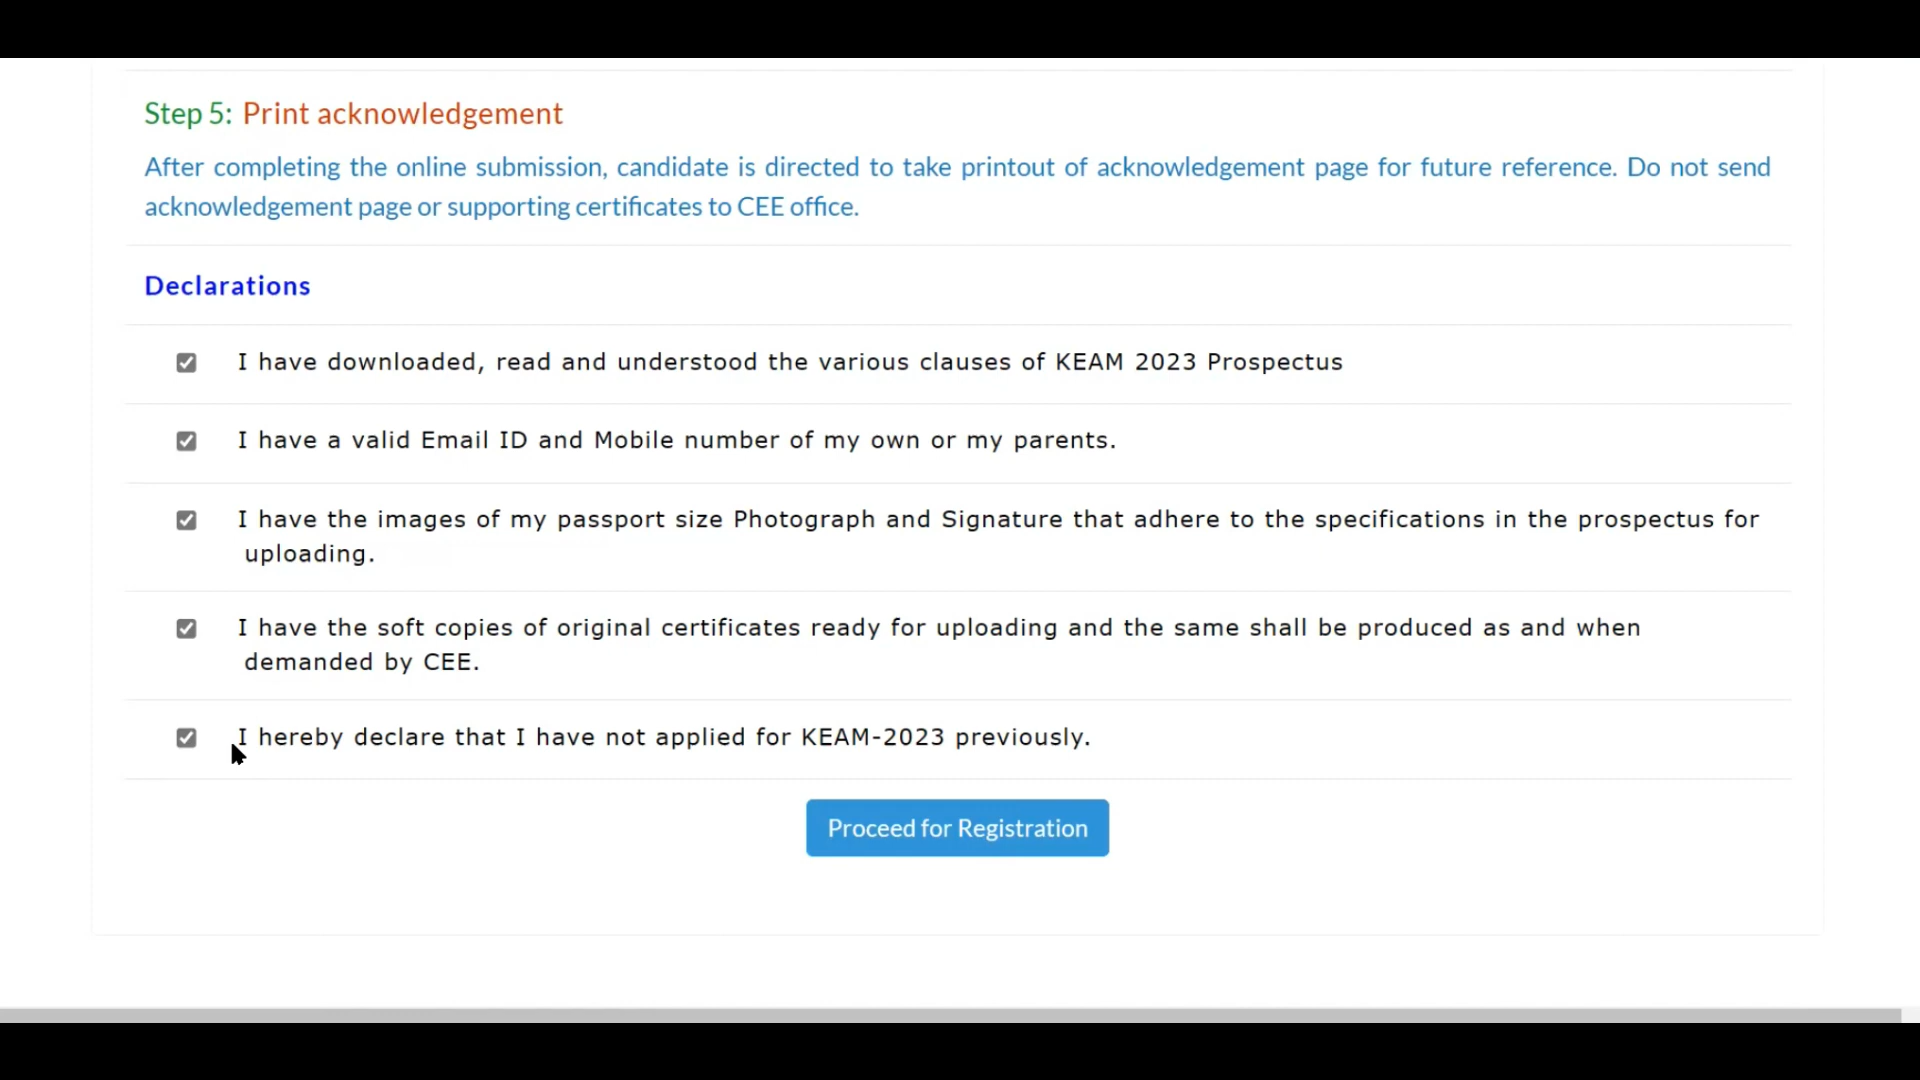 Step 5: Print acknowledgement
After completing the online submission, candidate is directed to take printout of acknowledgement page for future reference. Do not send
acknowledgement page or supporting certificates to CEE office.
Declarations
I have downloaded, read and understood the various clauses of KEAM 2023 Prospectus
I have a valid Email ID and Mobile number of my own or my parents.
I have the images of my passport size Photograph and Signature that adhere to the specifications in the prospectus for
uploading.
I have the soft copies of original certificates ready for uploading and the same shall be produced as and when
demanded by CEE.
I hereby declare that I have not applied for KEAM-2023 previously.
Proceed for Registration